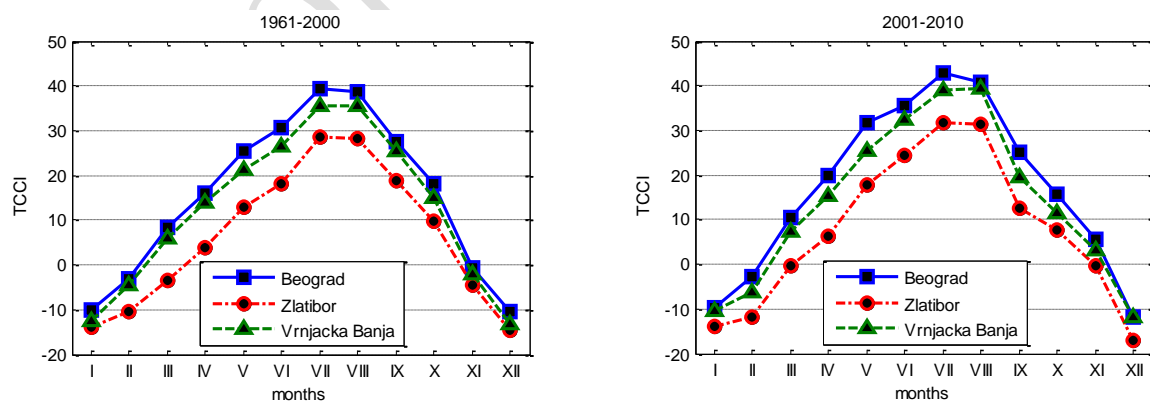 1961-2000
50
40
30
20
10
0
-10
-20
TCCI
Beograd
Zlatibor
Vrnjacka Banja
I II III IV V VI VII VIII IX X XI XII
months
2001-2010
50
40
30
20
10
0
-10
-20
TCCI
Beograd
Zlatibor
Vrnjacka Banja
I II III IV V VI VII VIII IX X XI XII
months